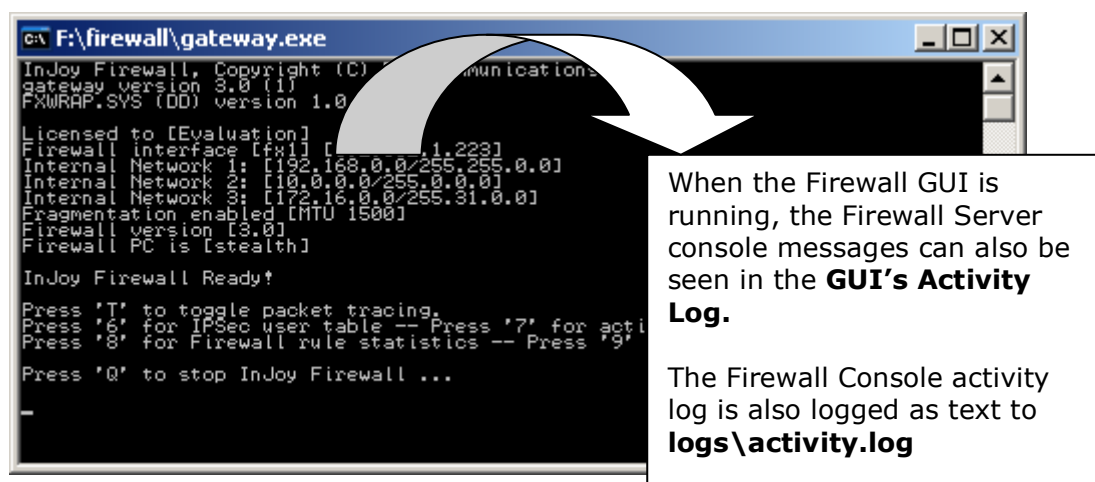 F:\firewall\gateway.exe
InJoy Firewall, Copyright (C)
gateway version 3.0 (1)
FXWRAP.SYS (DD) version 1.0
Licensed to [Evaluation]
Firewall interface [fx1] [ .1.223]
Internal Network 1: [192.168.0.0/255.255.0.0]
Internal Network 2: [10.0.0.0/255.0.0.0]
Internal Network 3: [172.16.0.0/255.31.0.0]
Fragmentation enabled [MTU 1500]
Firewall version [3.0]
Firewall PC is [stealth]
InJoy Firewall Ready!
Press 'T' to toggle packet tracing.
Press '6' for IPSec user table -- Press '7' for acti
Press '8' for Firewall rule statistics -- Press '9'
Press 'Q' to stop InJoy Firewall ...
When the Firewall GUI is
running, the Firewall Server
console messages can also be
seen in the GUI's Activity
Log.
The Firewall Console activity
log is also logged as text to
logs\activity.log